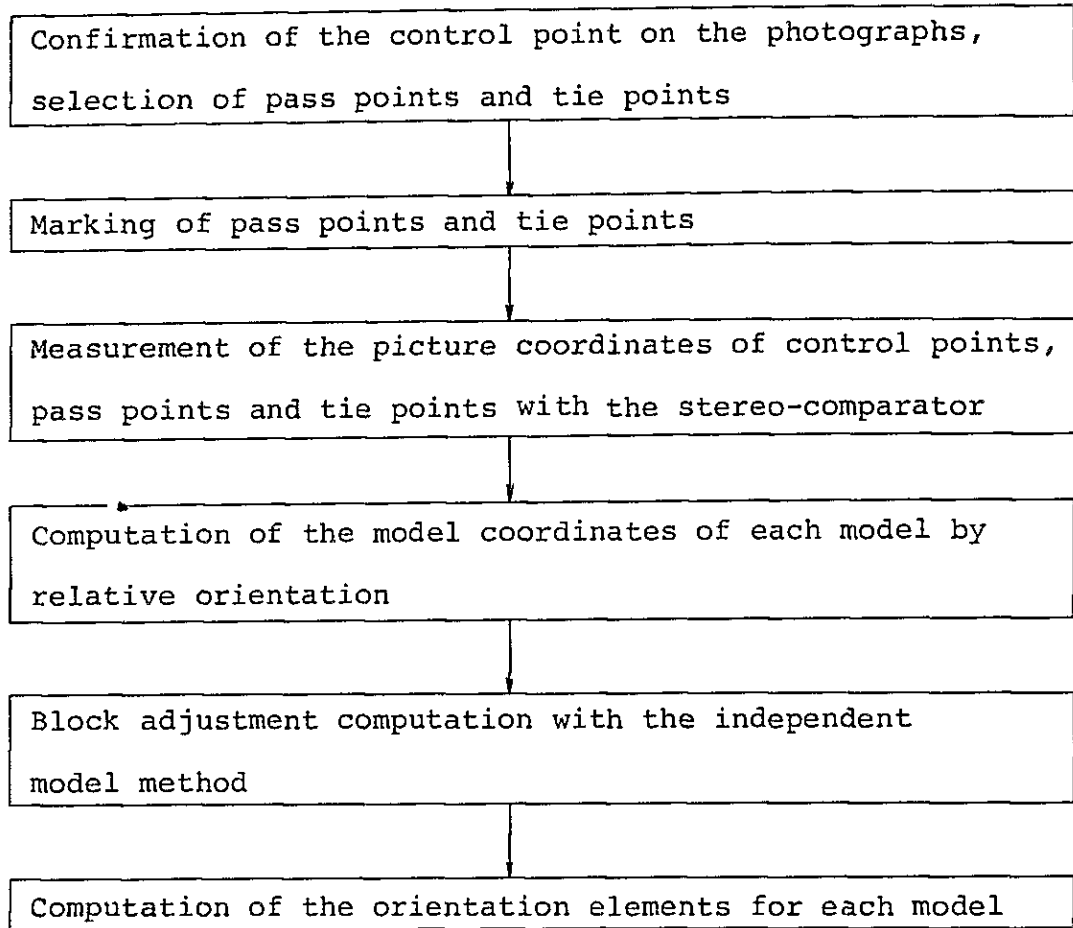 Confirmation of the control point on the photographs,
selection of pass points and tie points
Marking of pass points and tie points
Measurement of the picture coordinates of control points,
pass points and tie points with the stereo-comparator
Computation of the model coordinates of each model by
relative orientation
Block adjustment computation with the independent
model method
Computation of the orientation elements for each model